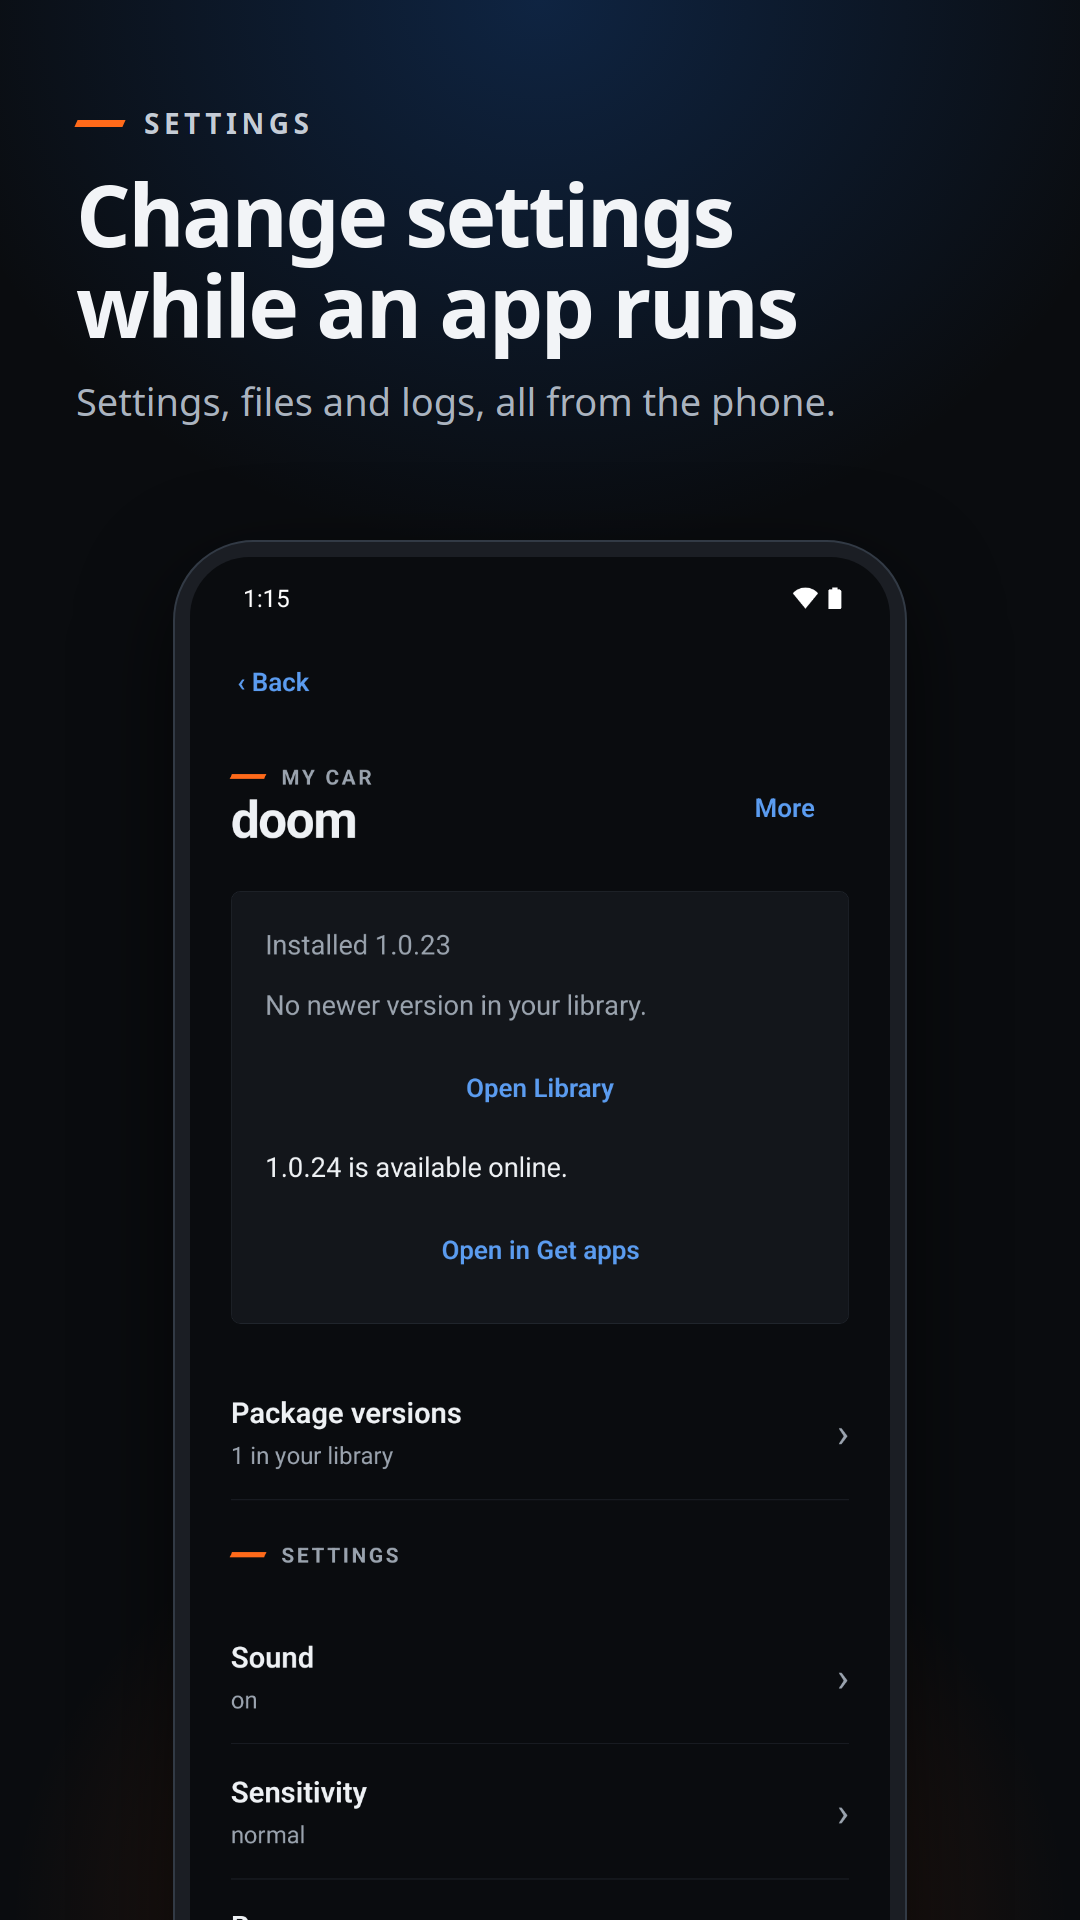 SETTINGS
Change settings
while an app runs
Settings, files and logs, all from the phone.
1:15
‹ Back
MY CAR
doom
More
Installed 1.0.23
No newer version in your library.
Open Library
1.0.24 is available online.
Open in Get apps
Package versions
1 in your library
SETTINGS
Sound
on
Sensitivity
normal